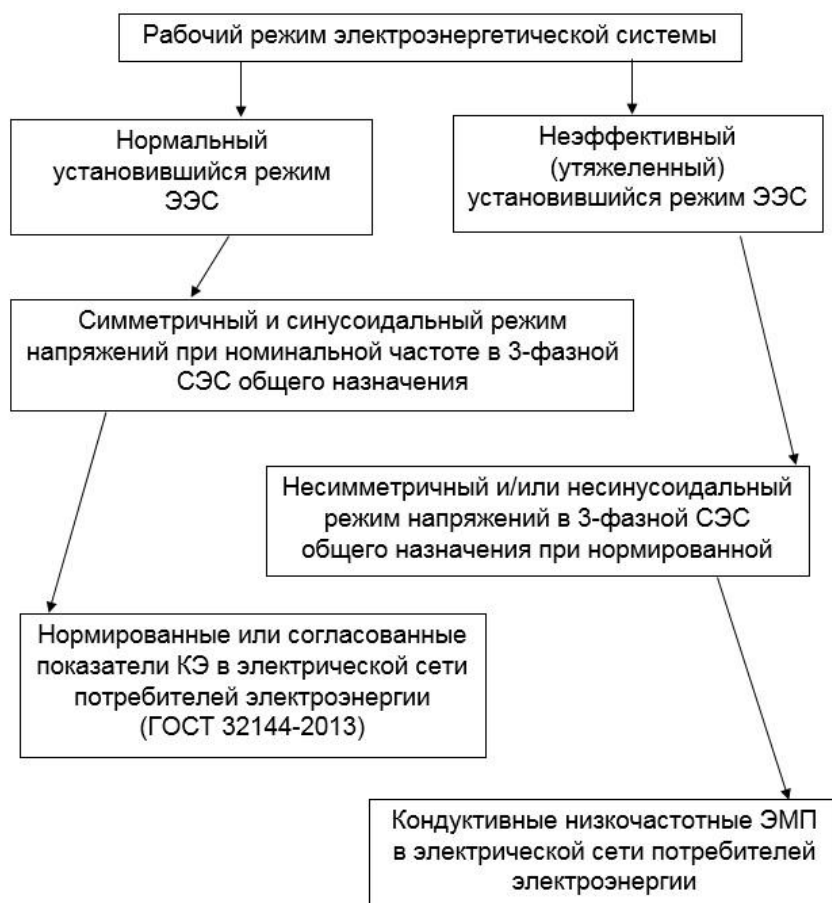 Рабочий режим электроэнергетической системы
Нормальный
установившийся режим
ЭЭС
Неэффективный
(утяжеленный)
установившийся режим ЭЭС
Симметричный и синусоидальный режим
напряжений при номинальной частоте в 3-фазной
СЭС общего назначения
Несимметричный и/или несинусоидальный
режим напряжений в 3-фазной СЭС
общего назначения при нормированной
Нормированные или согласованные
показатели КЭ в электрической сети
потребителей электроэнергии
(ГОСТ 32144-2013)
Кондуктивные низкочастотные ЭМП
в электрической сети потребителей
электроэнергии